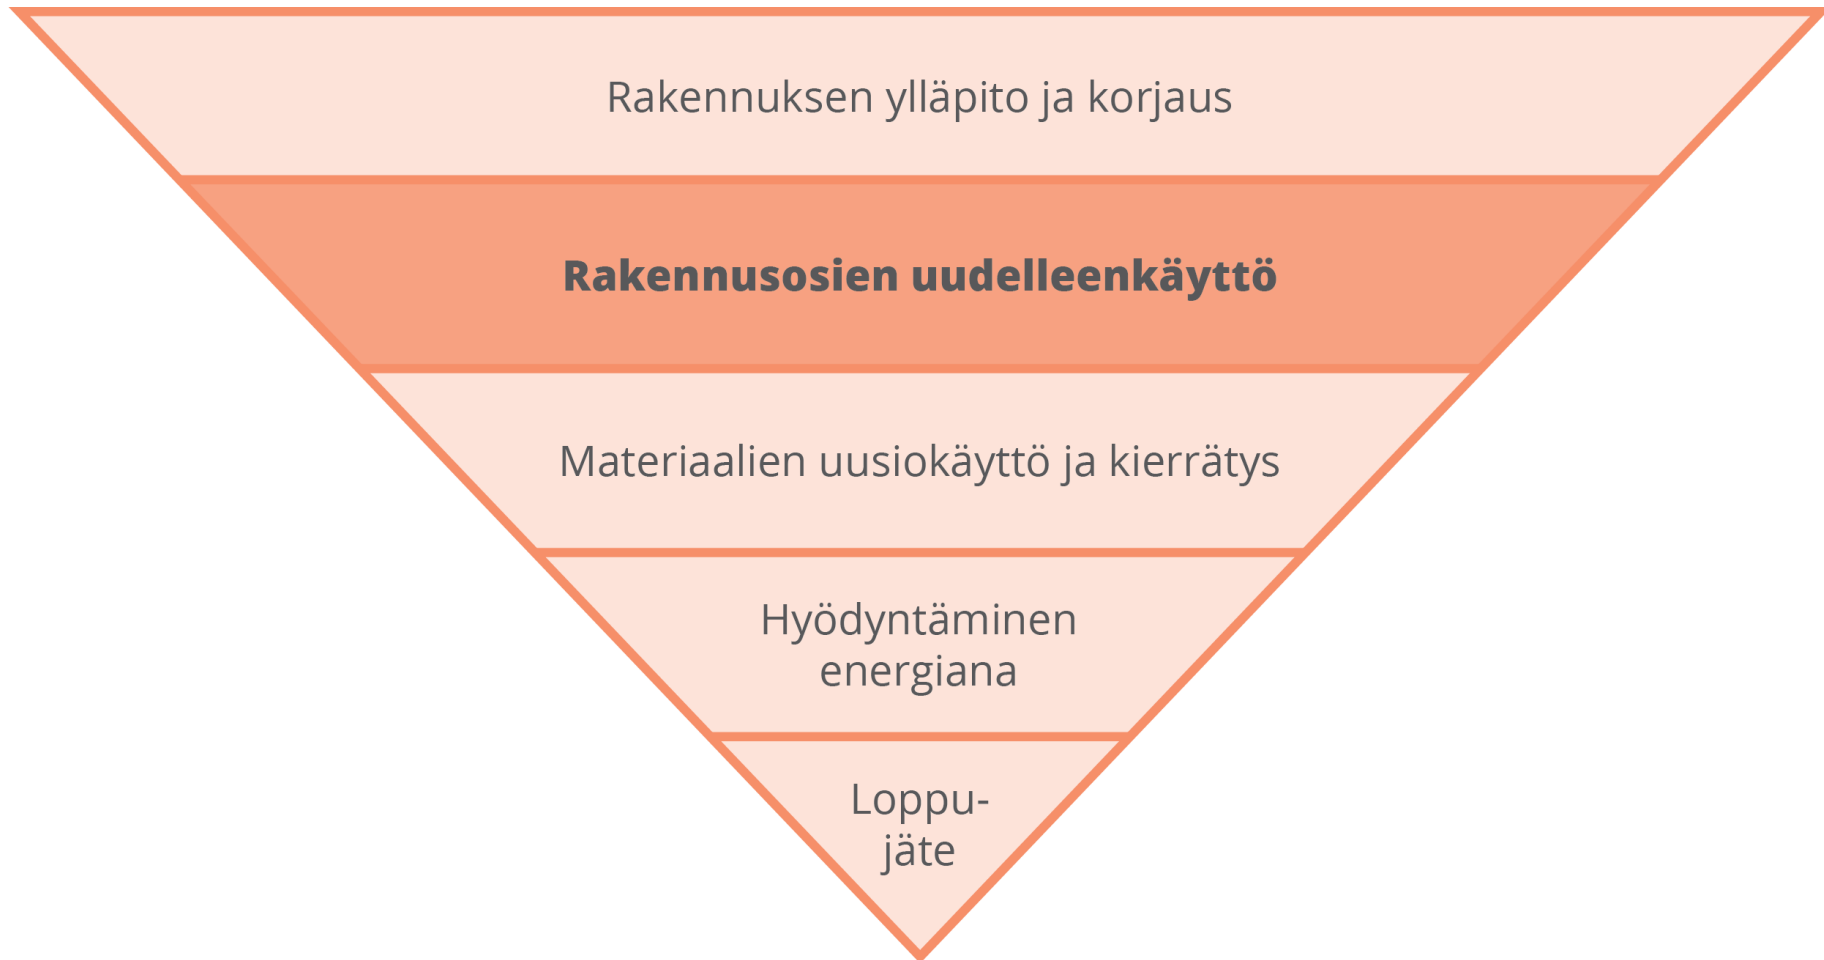 Rakennuksen ylläpito ja korjaus
Rakennusosien uudelleenkäyttö
Materiaalien uusiokäyttö ja kierrätys
Hyödyntäminen
energiana
Loppu-
jäte